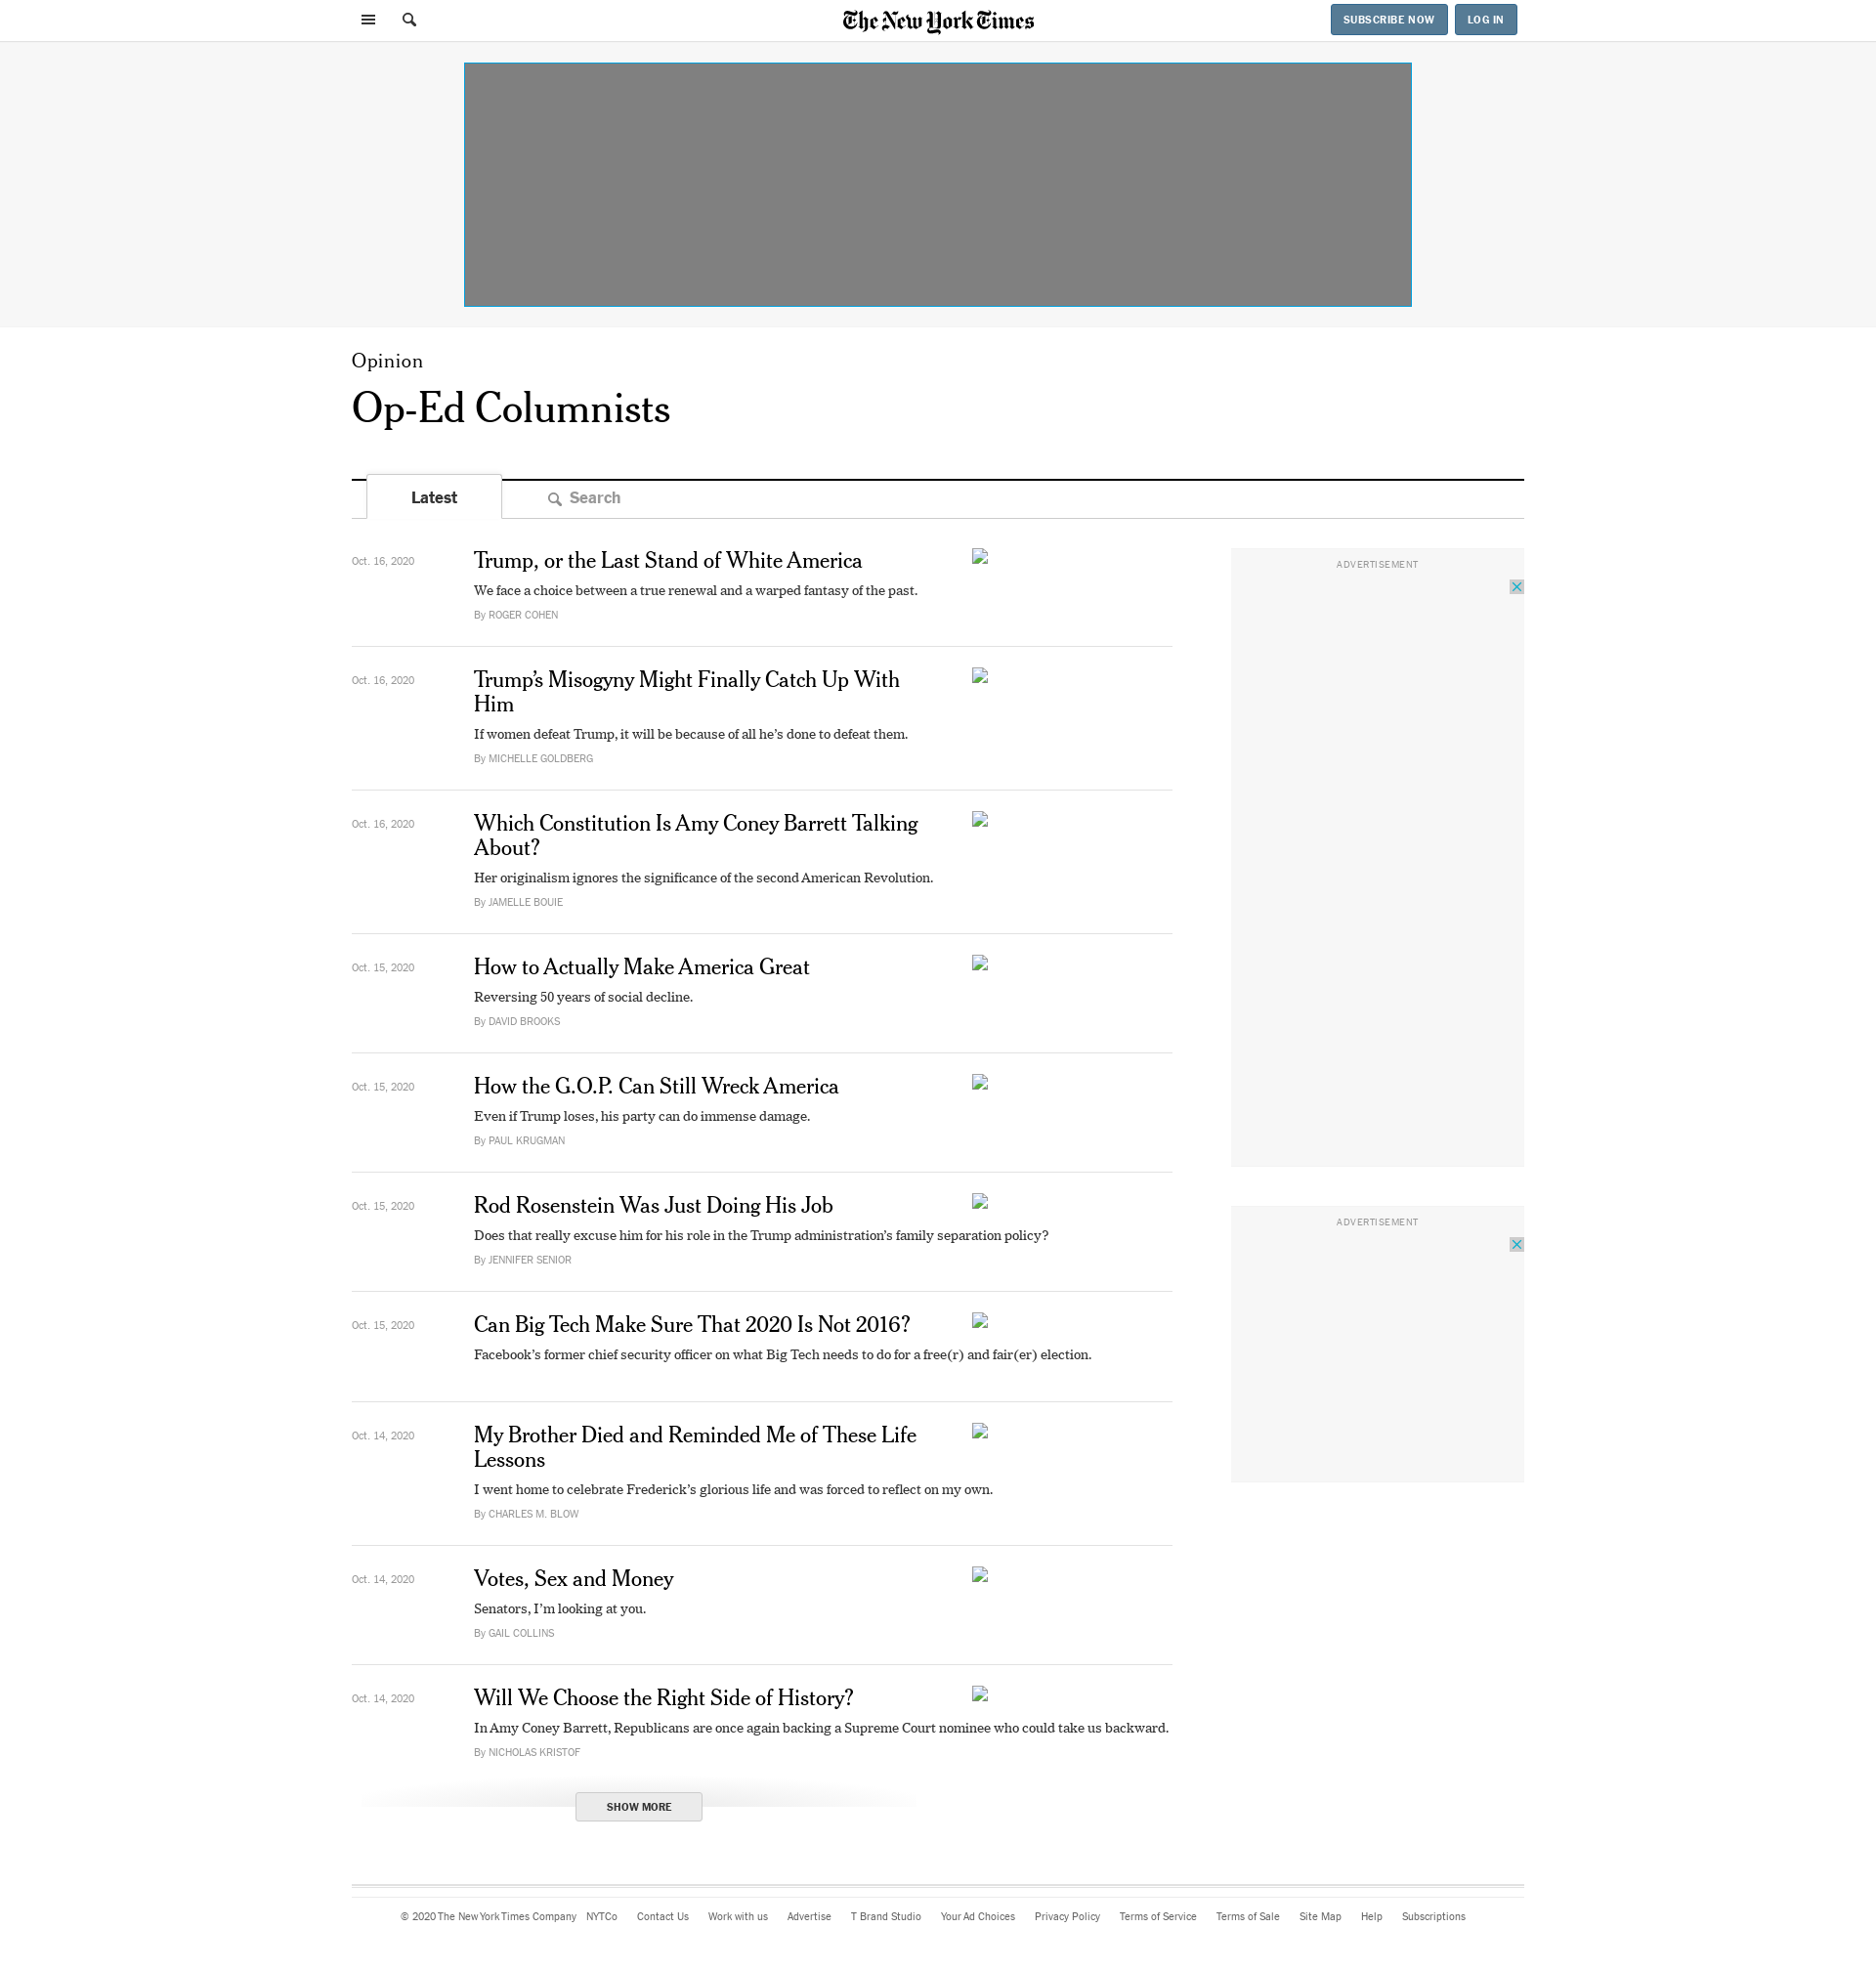 The New York Times
SUBSCRIBE NOW
LOG IN
Opinion
Op-Ed Columnists
Latest
Search
Oct. 16, 2020
Trump, or the Last Stand of White America
We face a choice between a true renewal and a warped fantasy of the past.
By ROGER COHEN
Oct. 16, 2020
Trump’s Misogyny Might Finally Catch Up With
Him
If women defeat Trump, it will be because of all he’s done to defeat them.
By MICHELLE GOLDBERG
Oct. 16, 2020
Which Constitution Is Amy Coney Barrett Talking
About?
Her originalism ignores the significance of the second American Revolution.
By JAMELLE BOUIE
Oct. 15, 2020
How to Actually Make America Great
Reversing 50 years of social decline.
By DAVID BROOKS
Oct. 15, 2020
How the G.O.P. Can Still Wreck America
Even if Trump loses, his party can do immense damage.
By PAUL KRUGMAN
Oct. 15, 2020
Rod Rosenstein Was Just Doing His Job
Does that really excuse him for his role in the Trump administration’s family separation policy?
By JENNIFER SENIOR
Oct. 15, 2020
Can Big Tech Make Sure That 2020 Is Not 2016?
Facebook’s former chief security officer on what Big Tech needs to do for a free(r) and fair(er) election.
Oct. 14, 2020
My Brother Died and Reminded Me of These Life
Lessons
I went home to celebrate Frederick’s glorious life and was forced to reflect on my own.
By CHARLES M. BLOW
Oct. 14, 2020
Votes, Sex and Money
Senators, I’m looking at you.
By GAIL COLLINS
Oct. 14, 2020
Will We Choose the Right Side of History?
In Amy Coney Barrett, Republicans are once again backing a Supreme Court nominee who could take us backward.
By NICHOLAS KRISTOF
SHOW MORE
ADVERTISEMENT
ADVERTISEMENT
© 2020 The New York Times Company NYTCo Contact Us Work with us Advertise T Brand Studio Your Ad Choices Privacy Policy Terms of Service Terms of Sale Site Map Help Subscriptions